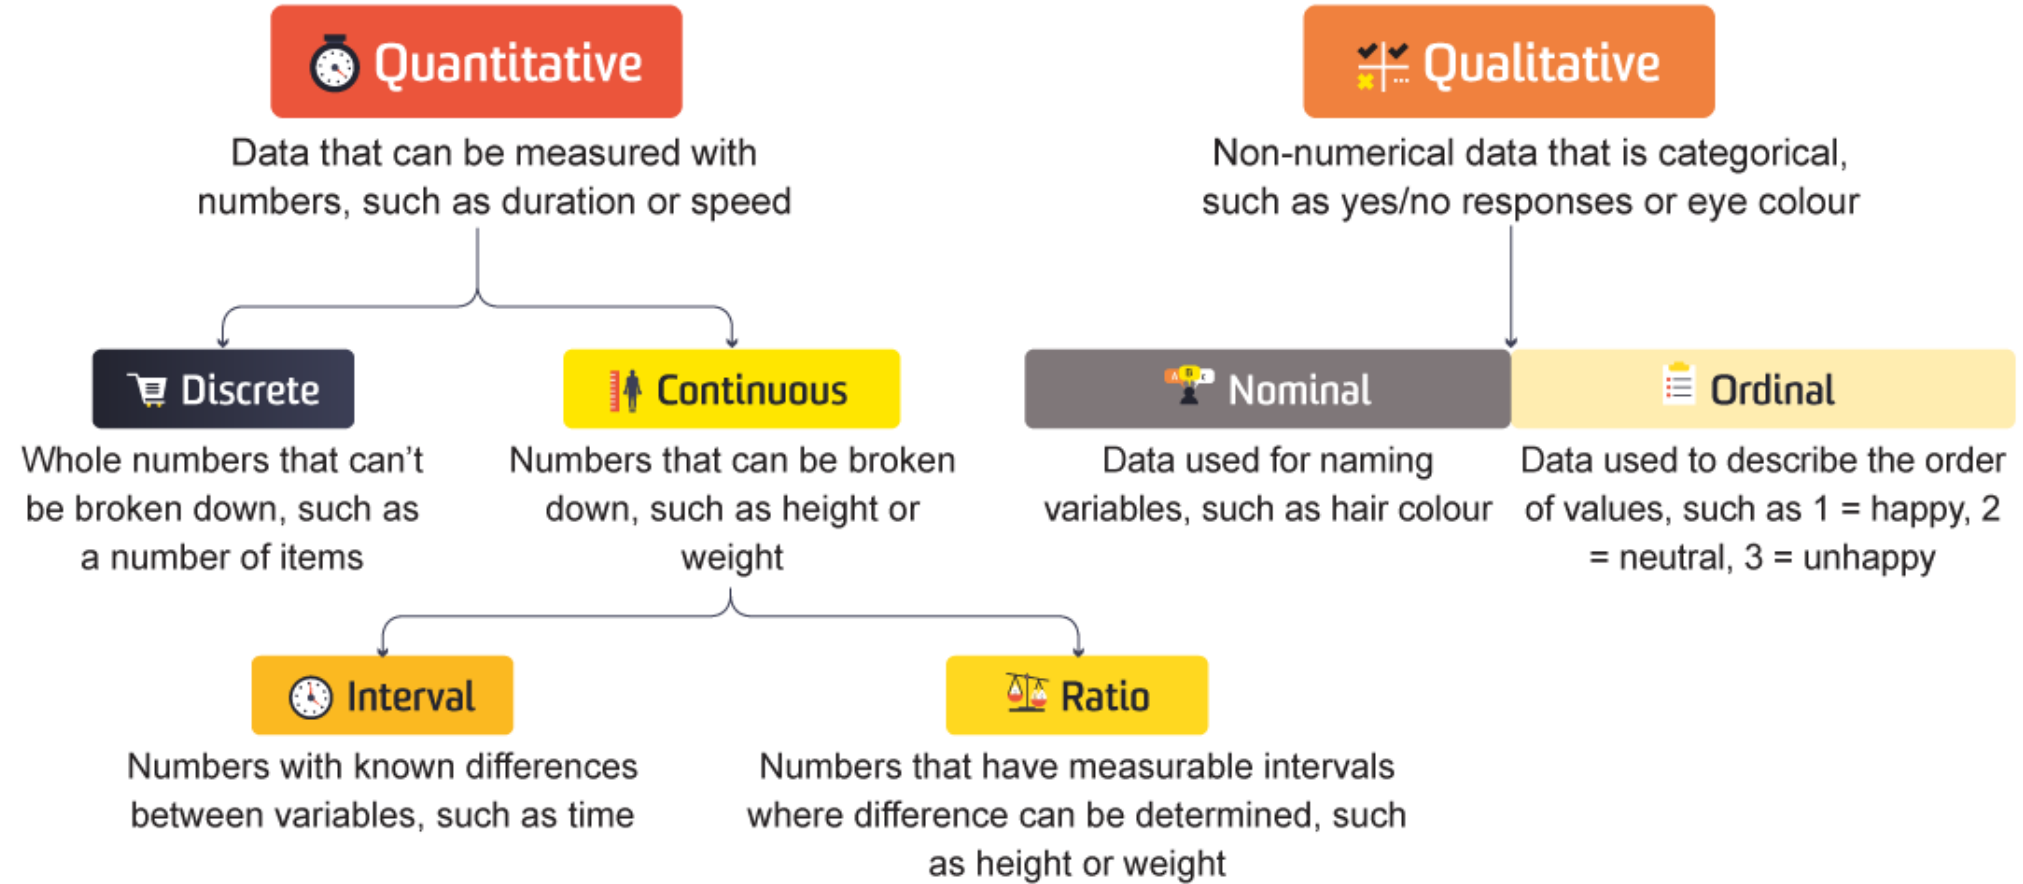 Quantitative
Qualitative
Data that can be measured with
numbers, such as duration or speed
Non-numerical data that is categorical,
such as yes/no responses or eye colour
Discrete
Continuous
Nominal
Ordinal
Whole numbers that can't
be broken down, such as
a number of items
Numbers that can be broken
down, such as height or
weight
Data used for naming
variables, such as hair colour
Data used to describe the order
of values, such as 1 = happy, 2
= neutral, 3 = unhappy
Interval
Ratio
Numbers with known differences
between variables, such as time
Numbers that have measurable intervals
where difference can be determined, such
as height or weight